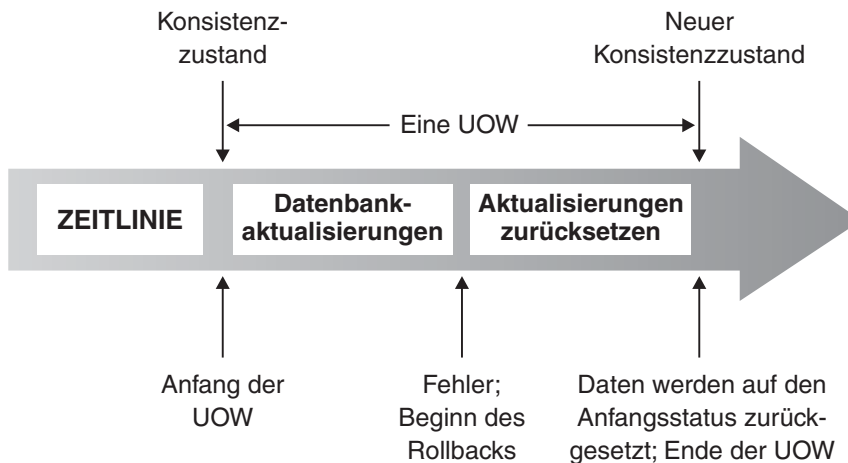 Konsistenz-
zustand
Neuer
Konsistenzzustand
Eine UOW
ZEITLINIE
Datenbank-
aktualisierungen
Aktualisierungen
zurücksetzen
Anfang der
UOW
Fehler;
Beginn des
Rollbacks
Daten werden auf den
Anfangsstatus zurück-
gesetzt; Ende der UOW